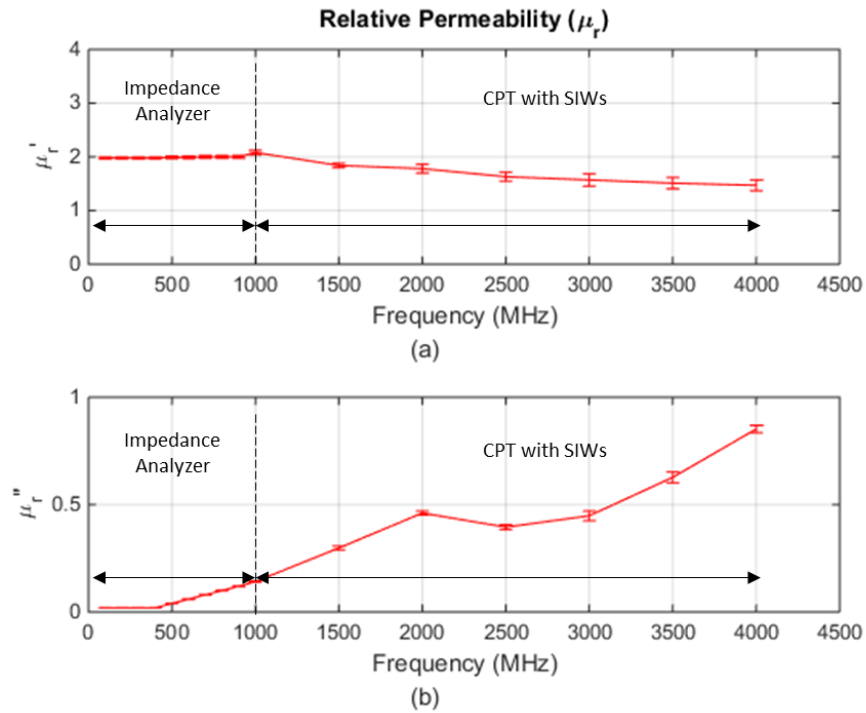 Relative Permeability (μr)
4
3
2
1
0
μr'
Impedance
Analyzer
CPT with SIWs
0 500 1000 1500 2000 2500 3000 3500 4000 4500
Frequency (MHz)
(a)
1
0.5
0
μr"
Impedance
Analyzer
CPT with SIWs
0 500 1000 1500 2000 2500 3000 3500 4000 4500
Frequency (MHz)
(b)